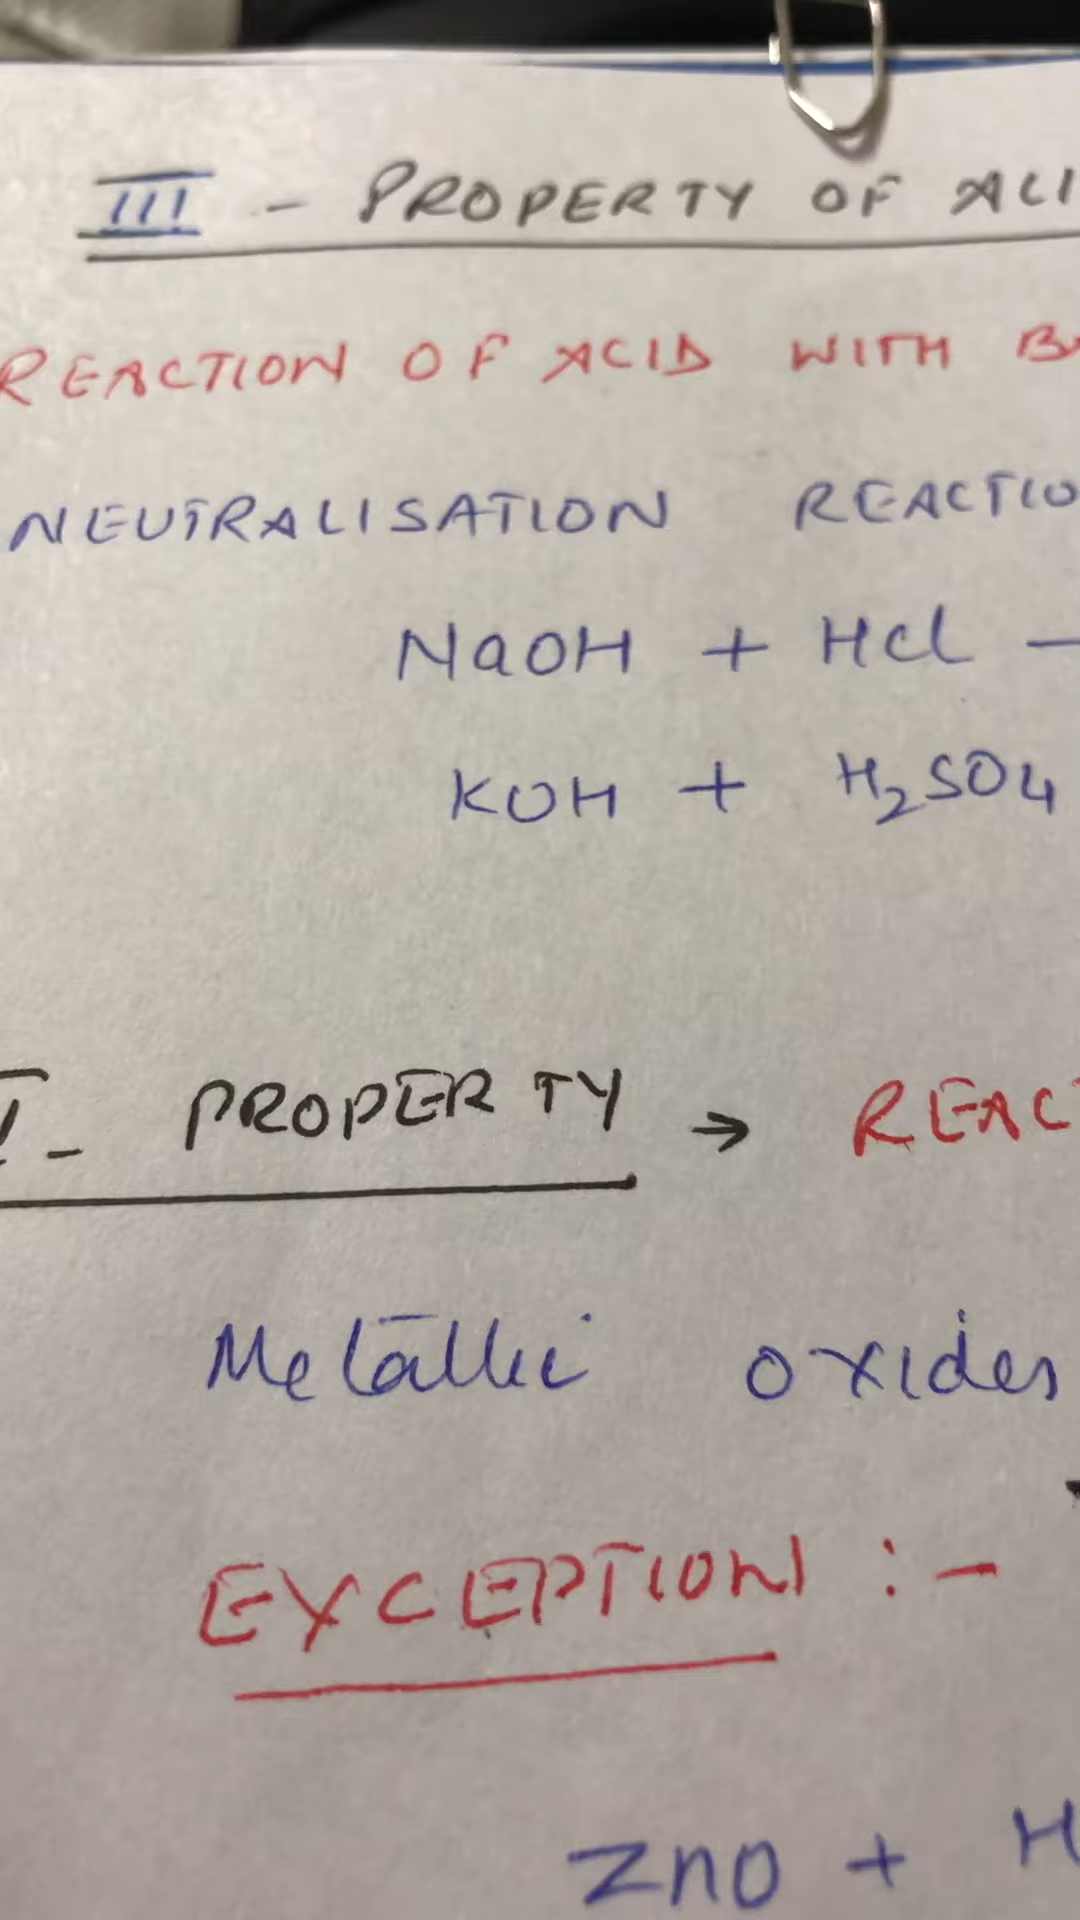 III - PROPERTY OF ACI
REACTION OF ACID WITH B
NEUTRALISATION REACTIO
NaOH + HCl -
KOH + H₂SO4
I- PROPERTY → REAC
Metallic oxides
EXCEPTION :-
ZnO + H